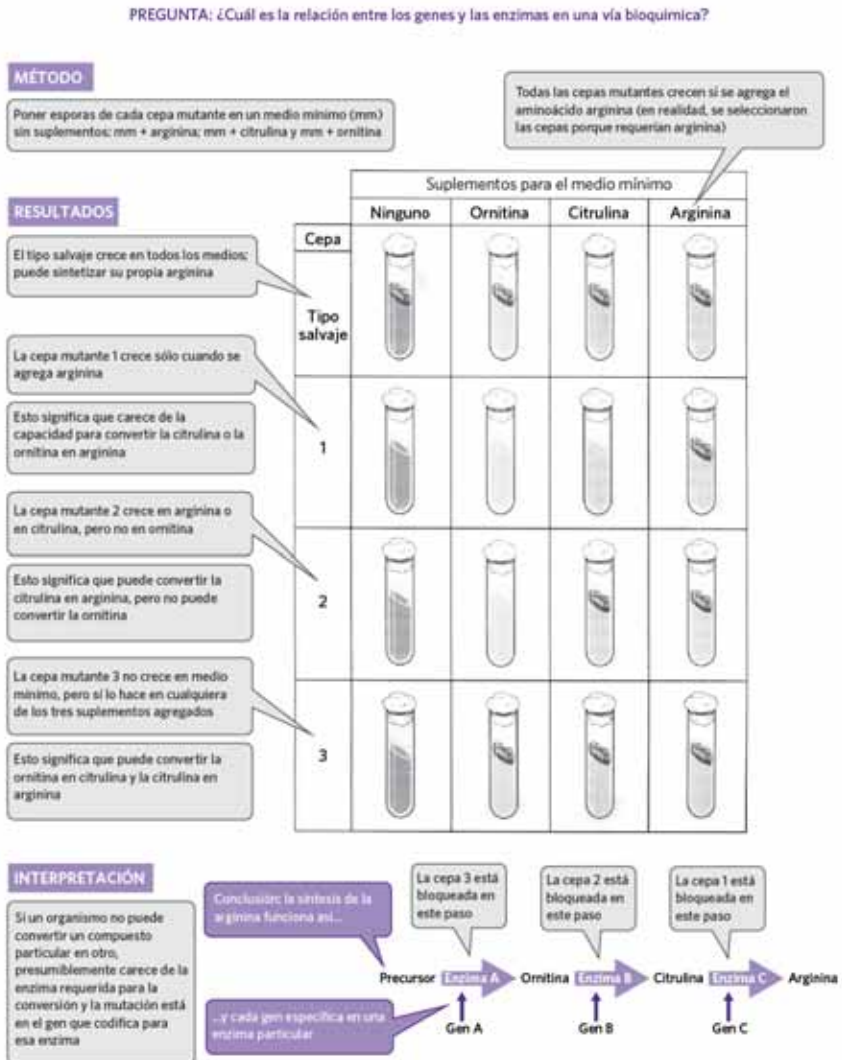 PREGUNTA: ¿Cuál es la relación entre los genes y las enzimas en una vía bioquímica?
MÉTODO
Poner esporas de cada cepa mutante en un medio mínimo (mm)
sin suplementos: mm + arginina; mm + citrulina y mm + ornitina
Todas las cepas mutantes crecen si se agrega el
aminoácido arginina (en realidad, se seleccionaron
las cepas porque requerían arginina)
RESULTADOS
Suplementos para el medio mínimo
Ninguno Ornitina Citrulina Arginina
Cepa
El tipo salvaje crece en todos los medios;
puede sintetizar su propia arginina
Tipo
salvaje
La cepa mutante 1 crece sólo cuando se
agrega arginina
Esto significa que carece de la
capacidad para convertir la citrulina o la
ornitina en arginina
1
La cepa mutante 2 crece en arginina o
en citrulina, pero no en ornitina
Esto significa que puede convertir la
citrulina en arginina, pero no puede
convertir la ornitina
2
La cepa mutante 3 no crece en medio
mínimo, pero sí lo hace en cualquiera
de los tres suplementos agregados
Esto significa que puede convertir la
ornitina en citrulina y la citrulina en
arginina
3
INTERPRETACIÓN
Si un organismo no puede
convertir un compuesto
particular en otro,
presumiblemente carece de la
enzima requerida para la
conversión y la mutación está
en el gen que codifica para
esa enzima
Conclusión: la síntesis de la
arginina funciona así...
La cepa 3 está
bloqueada en
este paso
La cepa 2 está
bloqueada en
este paso
La cepa 1 está
bloqueada en
este paso
Precursor Enzima A Ornitina Enzima B Citrulina Enzima C Arginina
...y cada gen especifica en una
enzima particular
Gen A Gen B Gen C